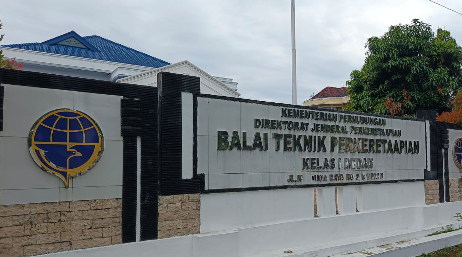 KEMENTERIAN PERHUBUNGAN
DIREKTORAT JENDERAL PERKERETAAPIAN
BALAI TEKNIK PERKERETAAPIAN
KELAS I MEDAN